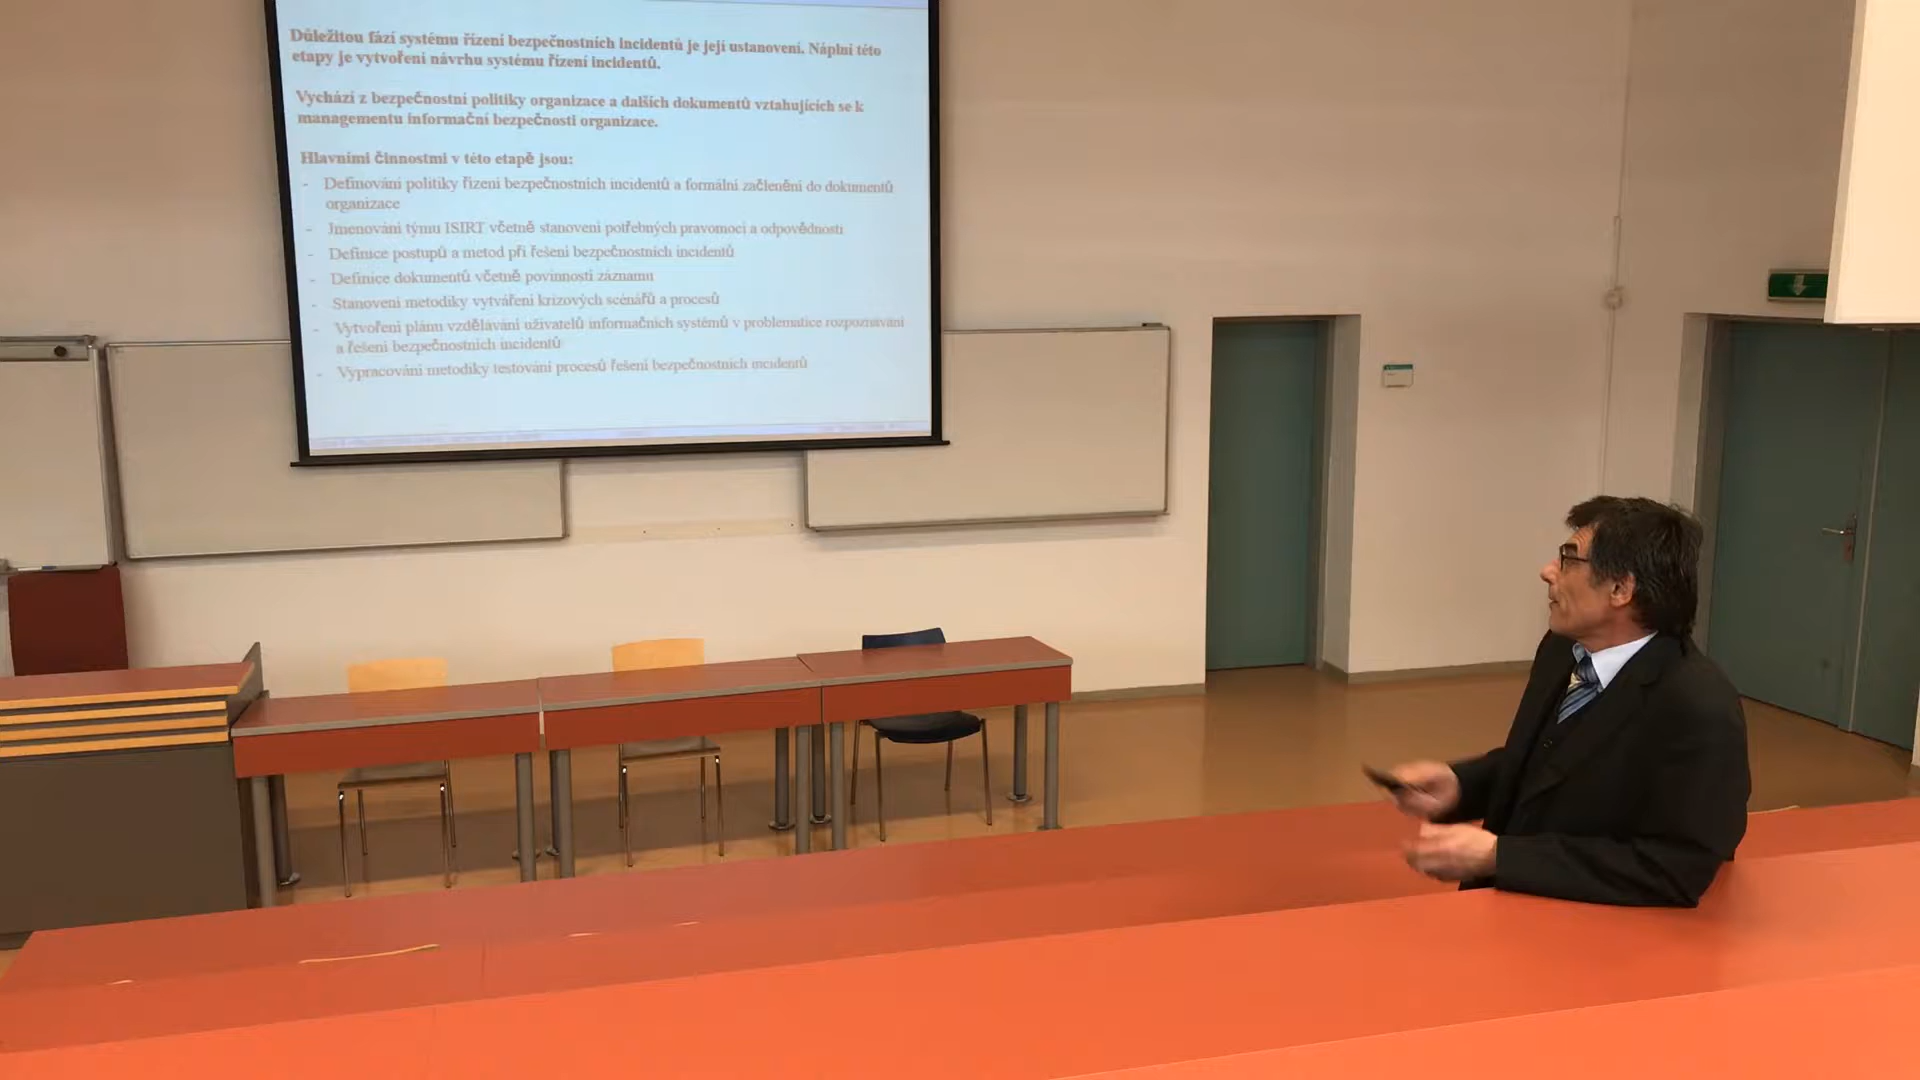 Důležitou fází systému řízení bezpečnostních incidentů je její ustanovení. Náplní této
etapy je vytvoření návrhu systému řízení incidentů.
Vychází z bezpečnostní politiky organizace a dalších dokumentů vztahujících se k
managementu informační bezpečnosti organizace.
Hlavními činnostmi v této etapě jsou:
- Definování politiky řízení bezpečnostních incidentů a formální začlenění do dokumentů
organizace
- Jmenování týmu ISIRT včetně stanovení potřebných pravomocí a odpovědností
- Definice postupů a metod při řešení bezpečnostních incidentů
- Definice dokumentů včetně povinnosti záznamu
- Stanovení metodiky vytváření krizových scénářů a procesů
- Vytvoření plánu vzdělávání uživatelů informačních systémů v problematice rozpoznávání
a řešení bezpečnostních incidentů
- Vypracování metodiky testování procesů řešení bezpečnostních incidentů